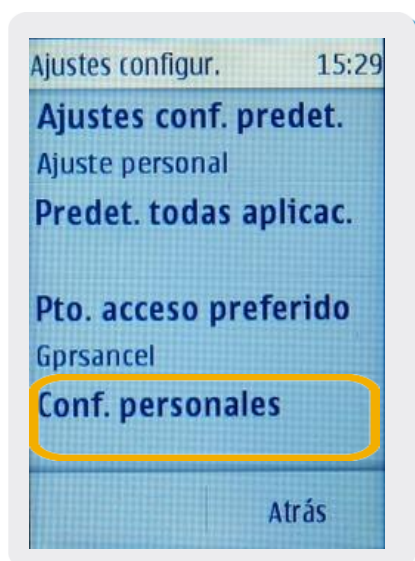 Ajustes configur. 15:29
Ajustes conf. predet.
Ajuste personal
Predet. todas aplicac.
Pto. acceso preferido
Gprsancel
Conf. personales
Atrás